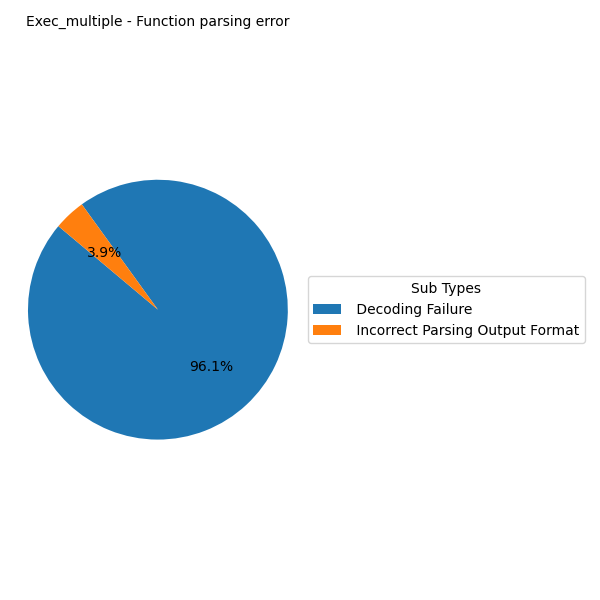 Exec_multiple - Function parsing error
3.9%
96.1%
Sub Types
Decoding Failure
Incorrect Parsing Output Format